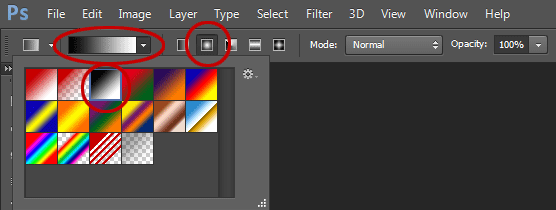 Ps File Edit Image Layer Type Select Filter 3D View Window Help
Mode: Normal Opacity: 100%